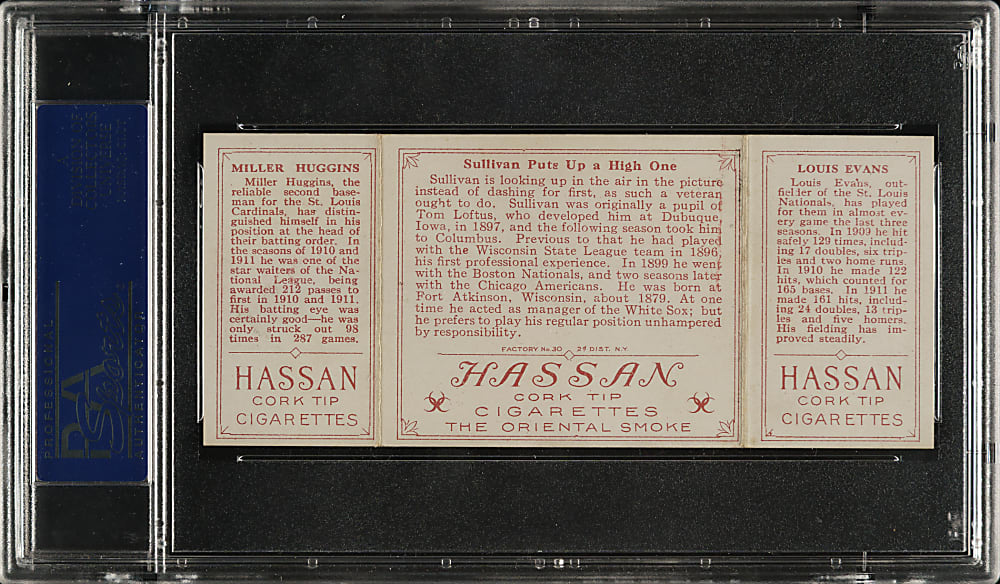 MILLER HUGGINS
Miller Huggins, the
reliable second base-
man for the St. Louis
Cardinals, has distin-
guished himself in his
position at the head of
their batting order. In
the seasons of 1910 and
1911 he was one of the
star waiters of the Na-
tional League, being
awarded 212 passes to
first in 1910 and 1911.
His batting eye was
certainly good—he was
only struck out 98
times in 287 games.
HASSAN
CORK TIP
CIGARETTES
Sullivan Puts Up a High One
Sullivan is looking up in the air in the picture
instead of dashing for first, as such a veteran
ought to do. Sullivan was originally a pupil of
Tom Loftus, who developed him at Dubuque,
Iowa, in 1897, and the following season took him
to Columbus. Previous to that he had played
with the Wisconsin State League team in 1896,
his first professional experience. In 1899 he went
with the Boston Nationals, and two seasons later
with the Chicago Americans. He was born at
Fort Atkinson, Wisconsin, about 1879. At one
time he acted as manager of the White Sox; but
he prefers to play his regular position unhampered
by responsibility.
FACTORY No. 30 2d DIST. N.Y.
HASSAN
CORK TIP
CIGARETTES
THE ORIENTAL SMOKE
LOUIS EVANS
Louis Evans, out-
fielder of the St. Louis
Nationals, has played
for them in almost ev-
ery game the last three
seasons. In 1909 he hit
safely 129 times, includ-
ing 17 doubles, six trip-
les and two home runs.
In 1910 he made 122
hits, which counted for
165 bases. In 1911 he
made 161 hits, includ-
ing 24 doubles, 13 trip-
les and five homers.
His fielding has im-
proved steadily.
HASSAN
CORK TIP
CIGARETTES
PROFESSIONAL
PSA
Sports
AUTHENTICATOR